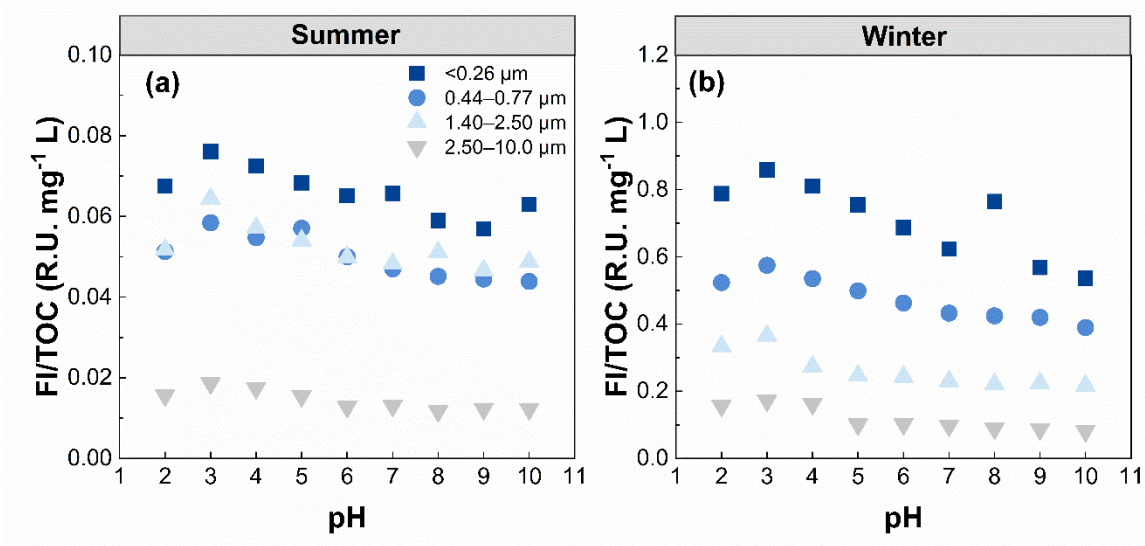 Summer
(a)
<0.26 µm
0.44–0.77 µm
1.40–2.50 µm
2.50–10.0 µm
0.10
0.08
0.06
0.04
0.02
0.00
FI/TOC (R.U. mg⁻¹ L)
1 2 3 4 5 6 7 8 9 10 11
pH
Winter
(b)
1.2
1.0
0.8
0.6
0.4
0.2
0.0
FI/TOC (R.U. mg⁻¹ L)
1 2 3 4 5 6 7 8 9 10 11
pH